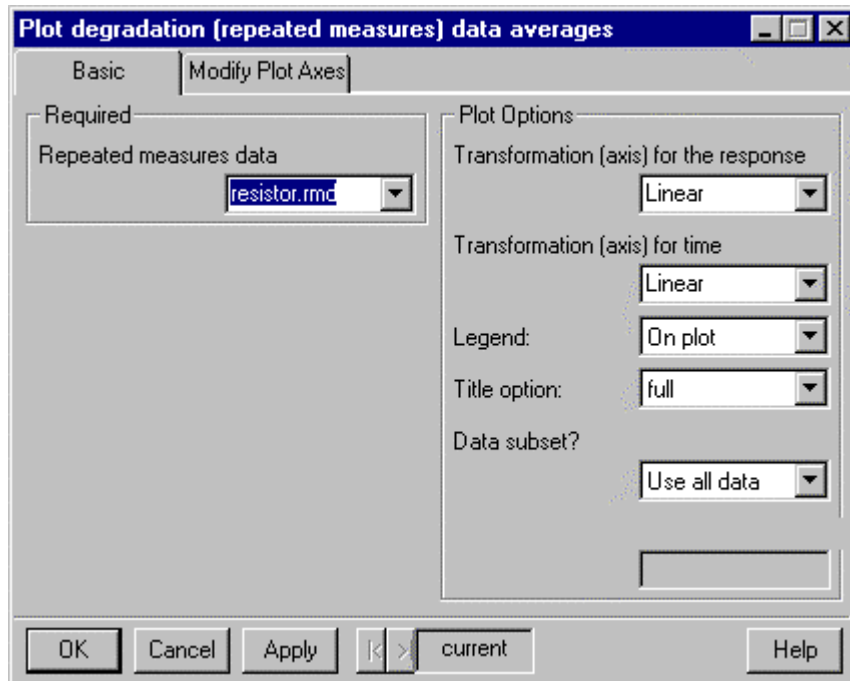 Plot degradation (repeated measures) data averages
Basic
Modify Plot Axes
Required
Repeated measures data
resistor.rmd
Plot Options
Transformation (axis) for the response
Linear
Transformation (axis) for time
Linear
Legend:
On plot
Title option:
full
Data subset?
Use all data
OK
Cancel
Apply
current
Help